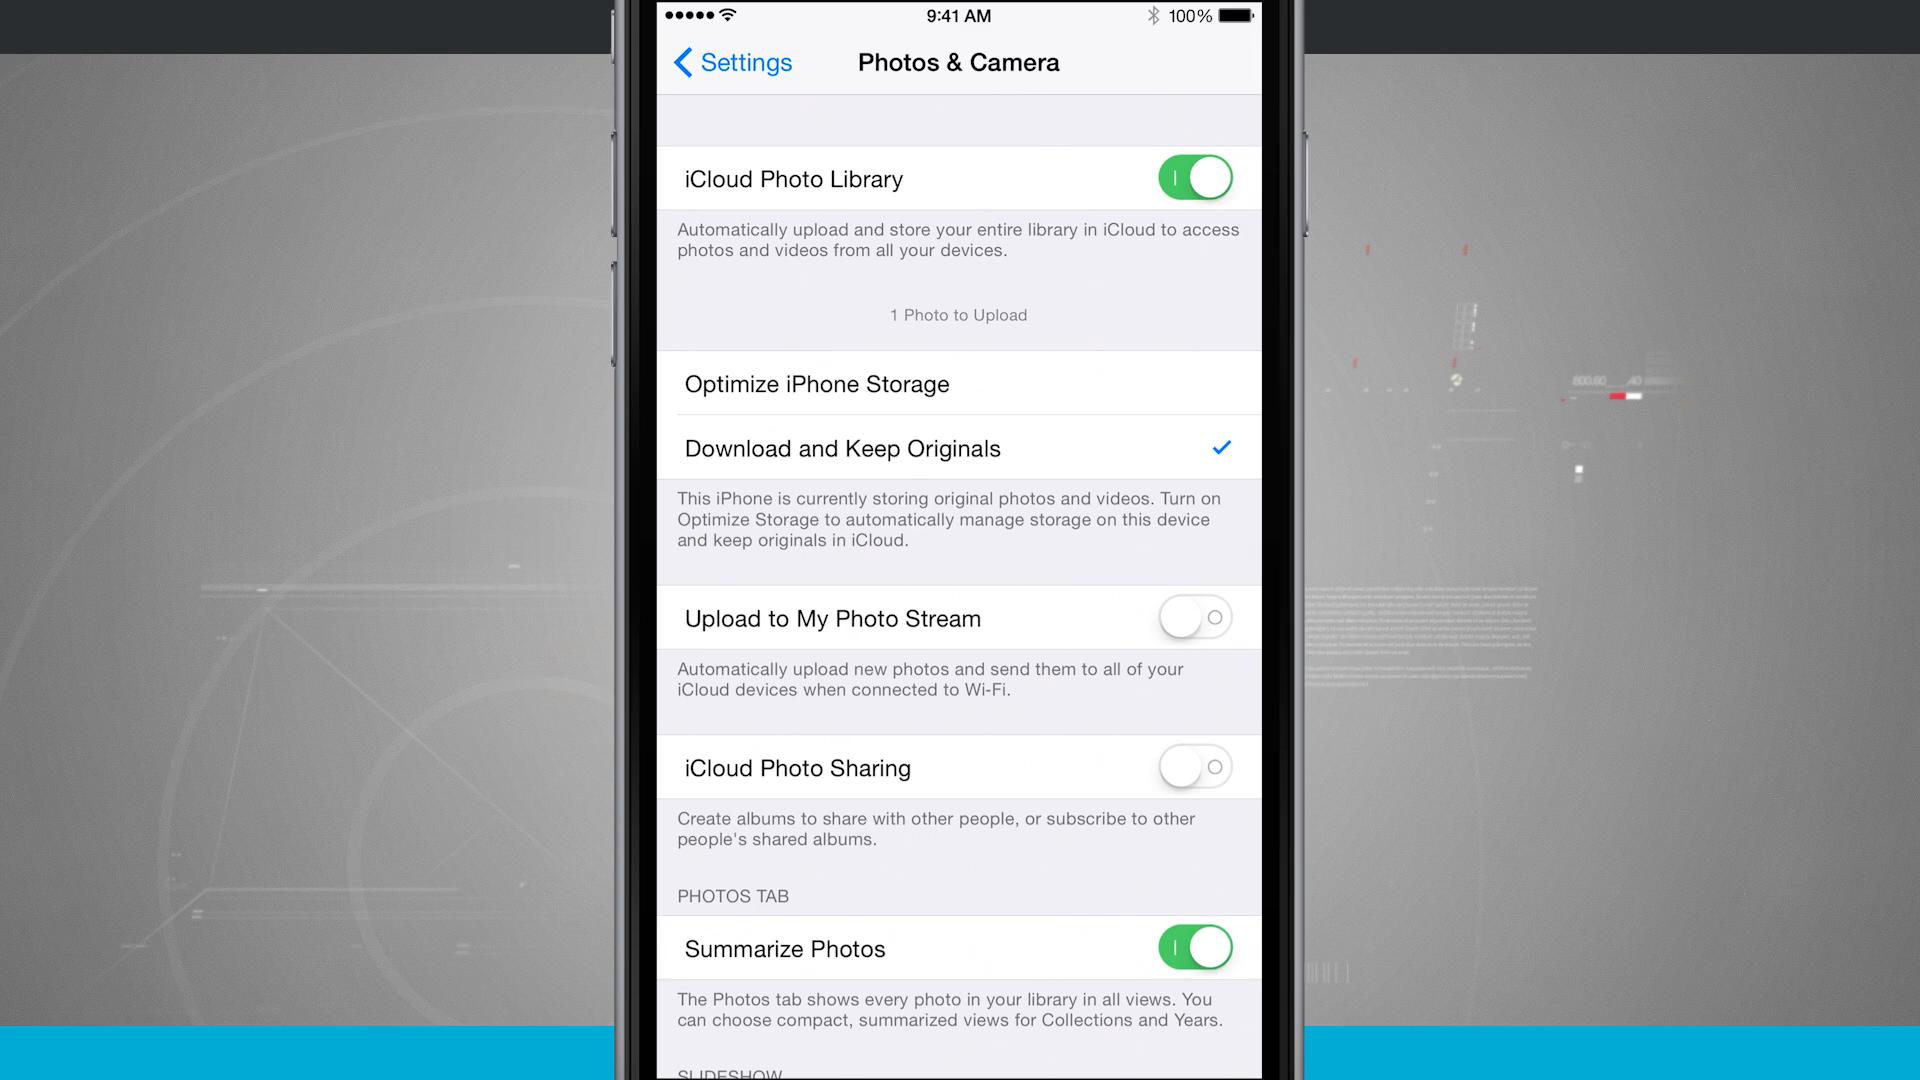 9:41 AM
100%
Settings
Photos & Camera
iCloud Photo Library
Automatically upload and store your entire library in iCloud to access
photos and videos from all your devices.
1 Photo to Upload
Optimize iPhone Storage
Download and Keep Originals
This iPhone is currently storing original photos and videos. Turn on
Optimize Storage to automatically manage storage on this device
and keep originals in iCloud.
Upload to My Photo Stream
Automatically upload new photos and send them to all of your
iCloud devices when connected to Wi-Fi.
iCloud Photo Sharing
Create albums to share with other people, or subscribe to other
people's shared albums.
PHOTOS TAB
Summarize Photos
The Photos tab shows every photo in your library in all views. You
can choose compact, summarized views for Collections and Years.
SLIDESHOW